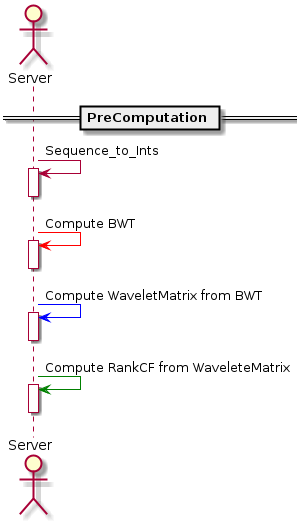 Server
PreComputation
Sequence_to_Ints
Compute BWT
Compute WaveletMatrix from BWT
Compute RankCF from WaveleteMatrix
Server